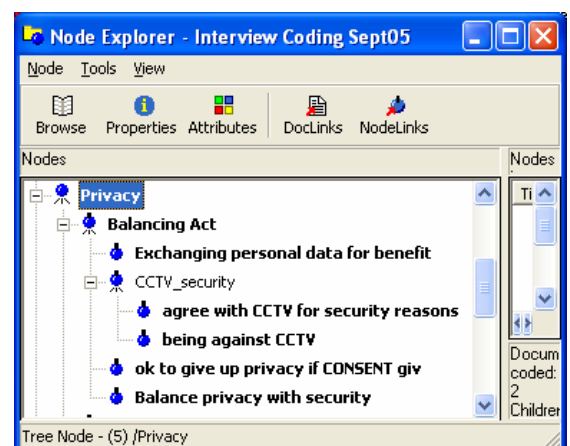 Node Explorer - Interview Coding Sept05
Node Tools View
Browse Properties Attributes DocLinks NodeLinks
Nodes
Nodes
Privacy
Ti
Balancing Act
Exchanging personal data for benefit
CCTV_security
agree with CCTV for security reasons
being against CCTV
ok to give up privacy if CONSENT giv
Balance privacy with security
Docum
coded:
2
Childrer
Tree Node - (5) /Privacy